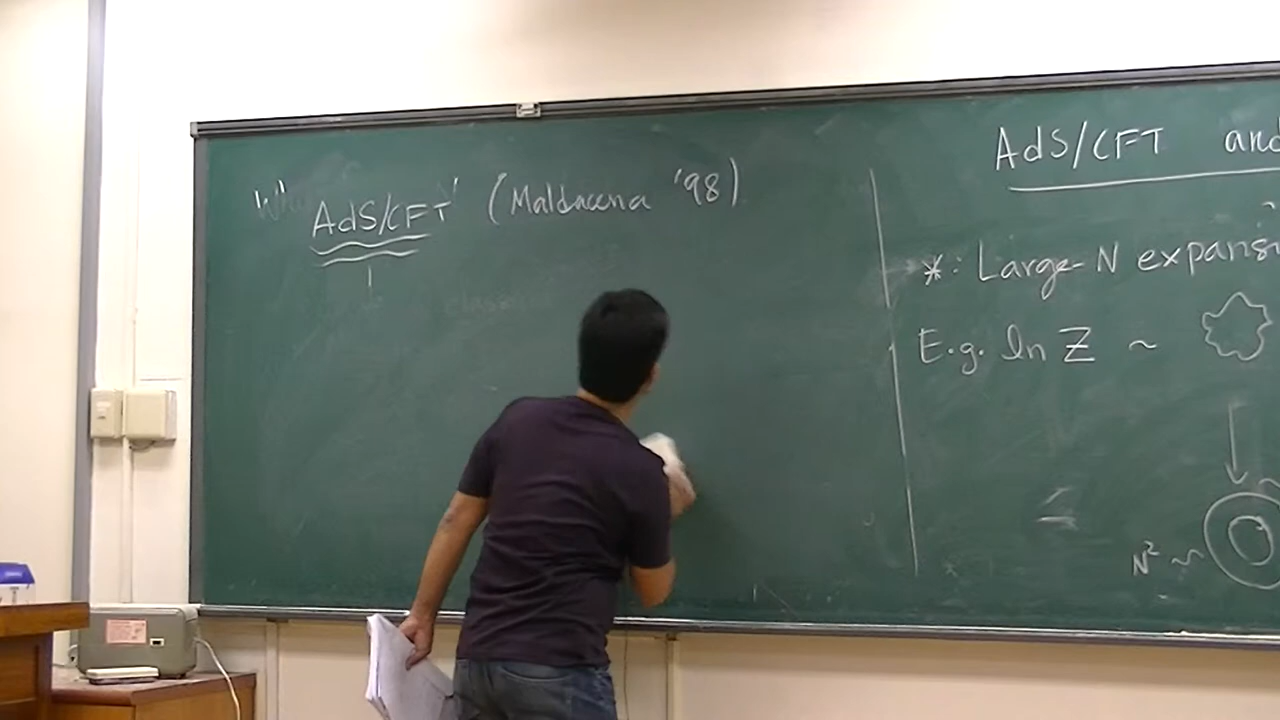 "AdS/CFT" (Maldacena '98)
AdS/CFT and
*: Large-N expansi
E.g. ln Z ~
N² ~